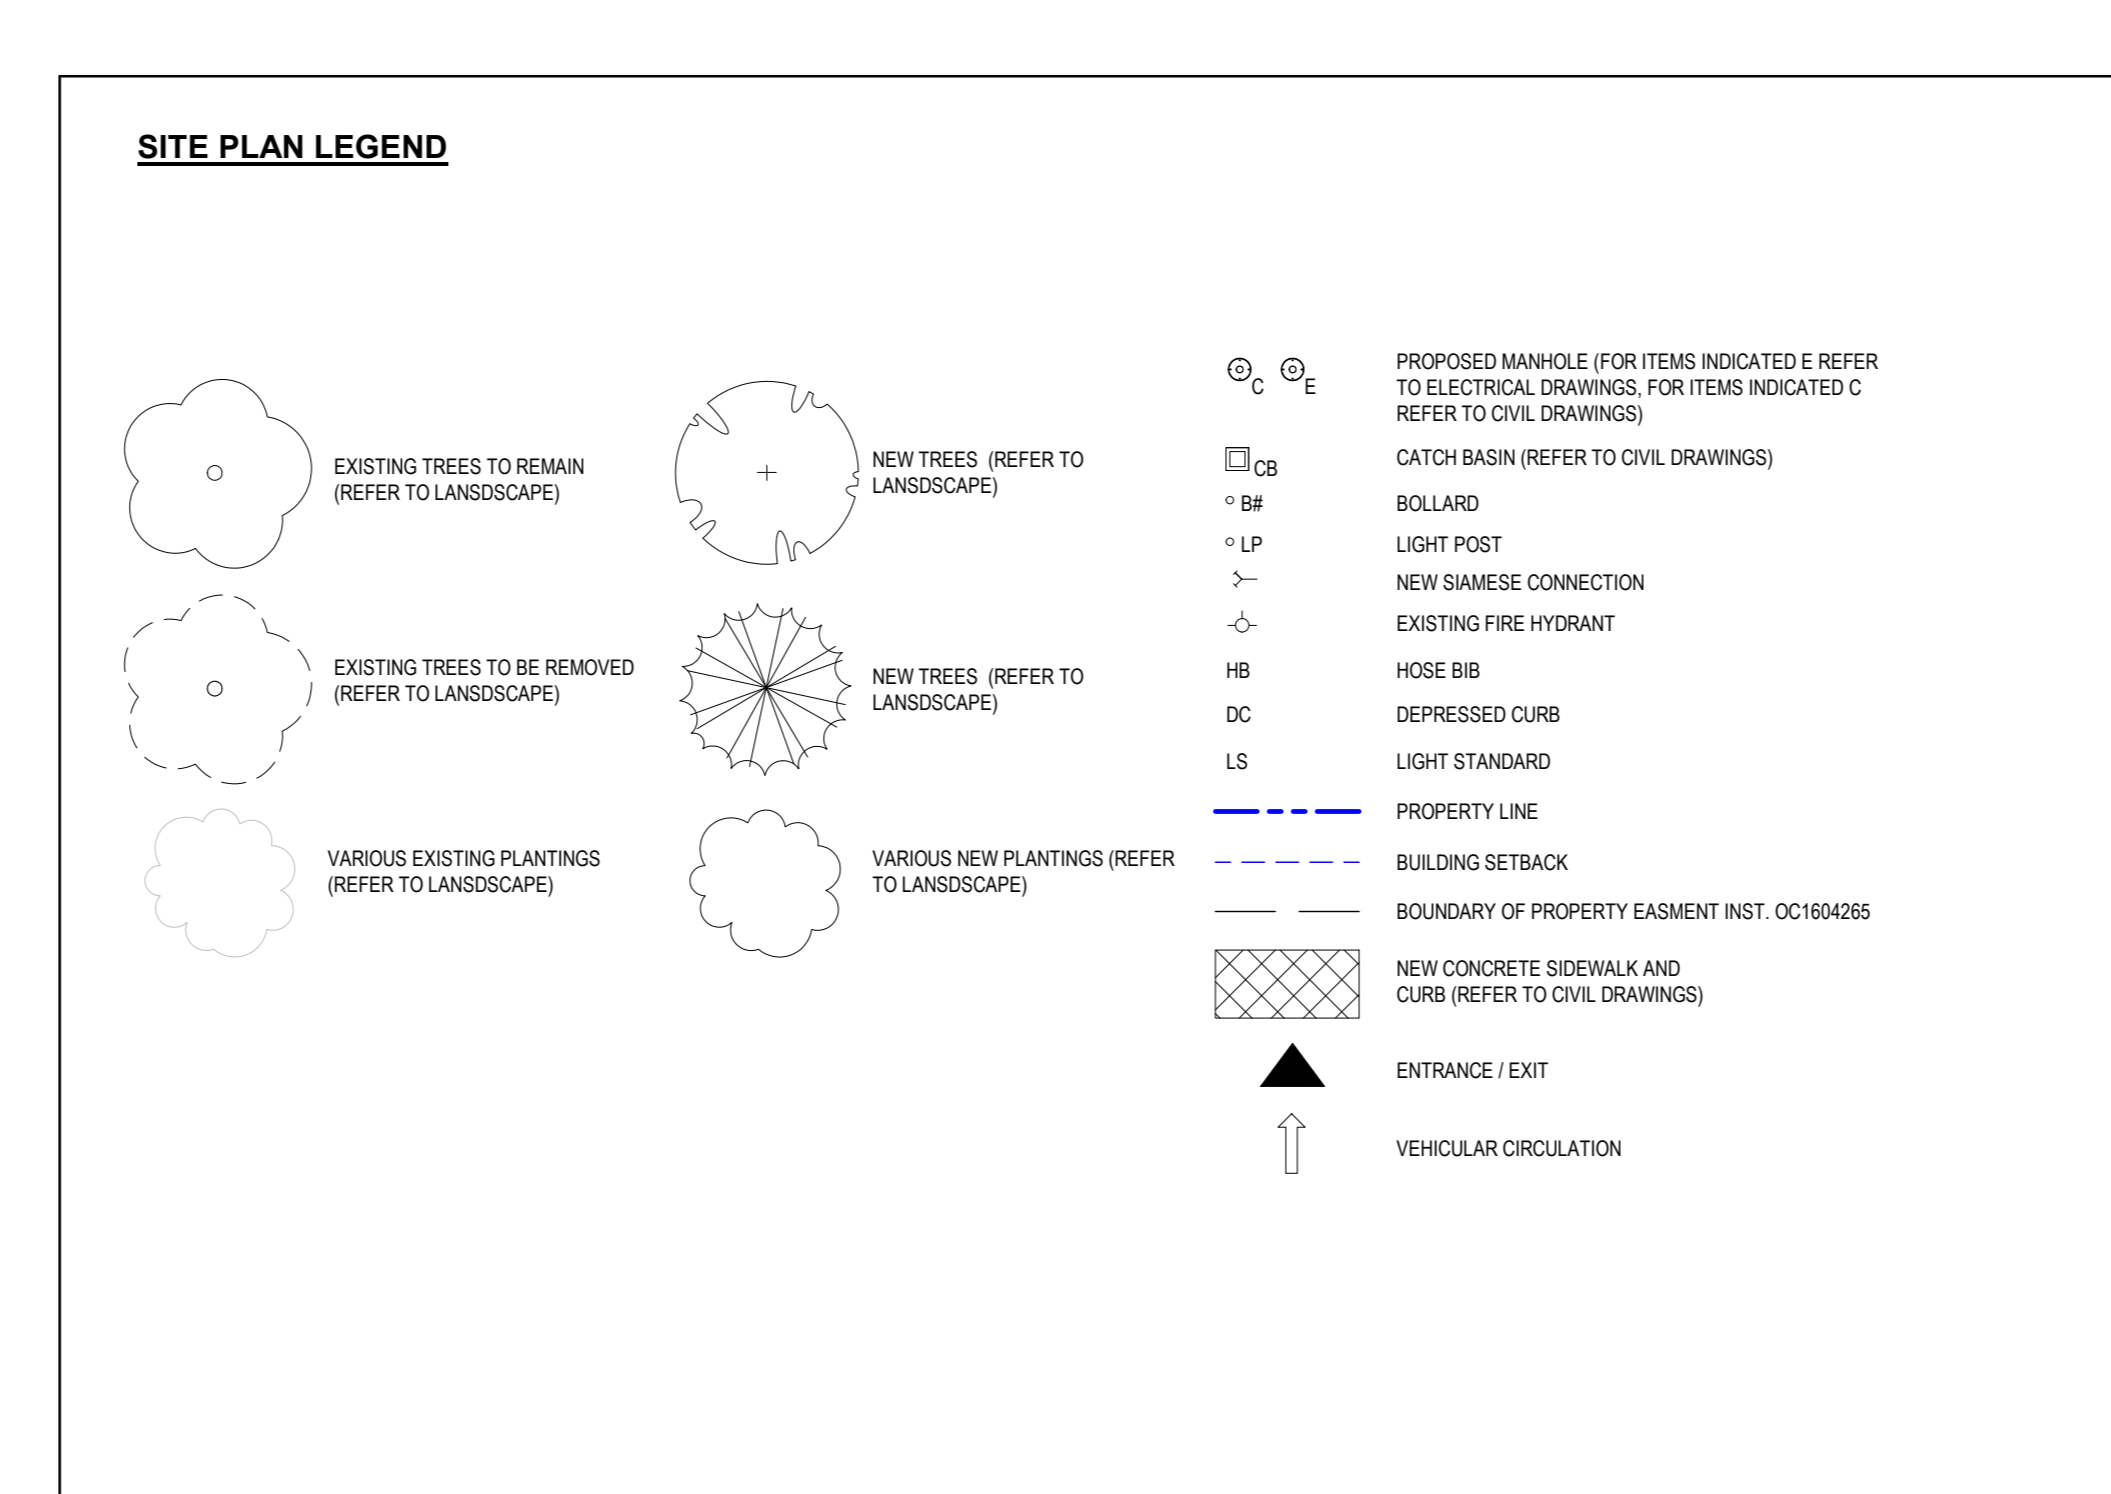 SITE PLAN LEGEND
EXISTING TREES TO REMAIN
(REFER TO LANSDSCAPE)
EXISTING TREES TO BE REMOVED
(REFER TO LANSDSCAPE)
VARIOUS EXISTING PLANTINGS
(REFER TO LANSDSCAPE)
NEW TREES (REFER TO
LANSDSCAPE)
NEW TREES (REFER TO
LANSDSCAPE)
VARIOUS NEW PLANTINGS (REFER
TO LANSDSCAPE)
C E PROPOSED MANHOLE (FOR ITEMS INDICATED E REFER
TO ELECTRICAL DRAWINGS, FOR ITEMS INDICATED C
REFER TO CIVIL DRAWINGS)
CB CATCH BASIN (REFER TO CIVIL DRAWINGS)
B# BOLLARD
LP LIGHT POST
NEW SIAMESE CONNECTION
EXISTING FIRE HYDRANT
HB HOSE BIB
DC DEPRESSED CURB
LS LIGHT STANDARD
PROPERTY LINE
BUILDING SETBACK
BOUNDARY OF PROPERTY EASMENT INST. OC1604265
NEW CONCRETE SIDEWALK AND
CURB (REFER TO CIVIL DRAWINGS)
ENTRANCE / EXIT
VEHICULAR CIRCULATION